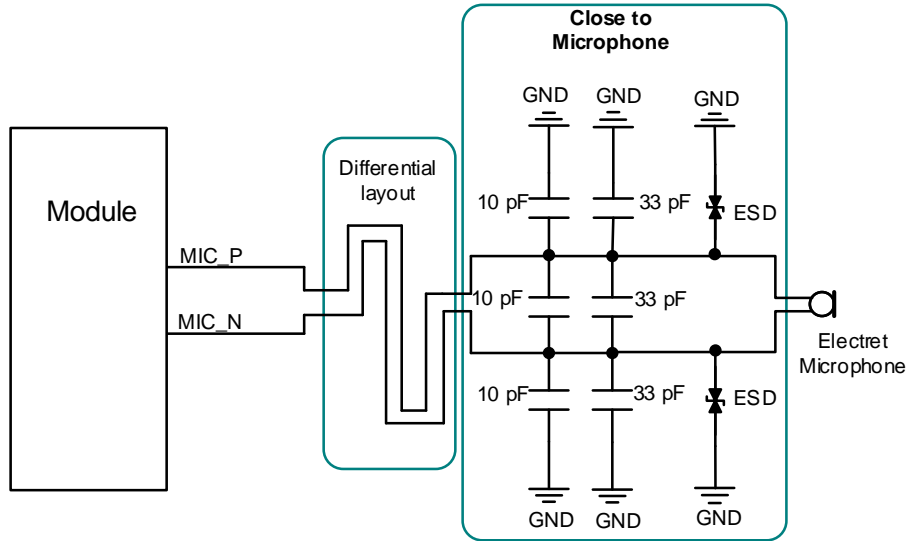 Close to
Microphone
GND GND GND
Differential
layout
Module
10 pF 33 pF ESD
MIC_P
10 pF 33 pF
MIC_N
Electret
Microphone
10 pF 33 pF ESD
GND GND GND